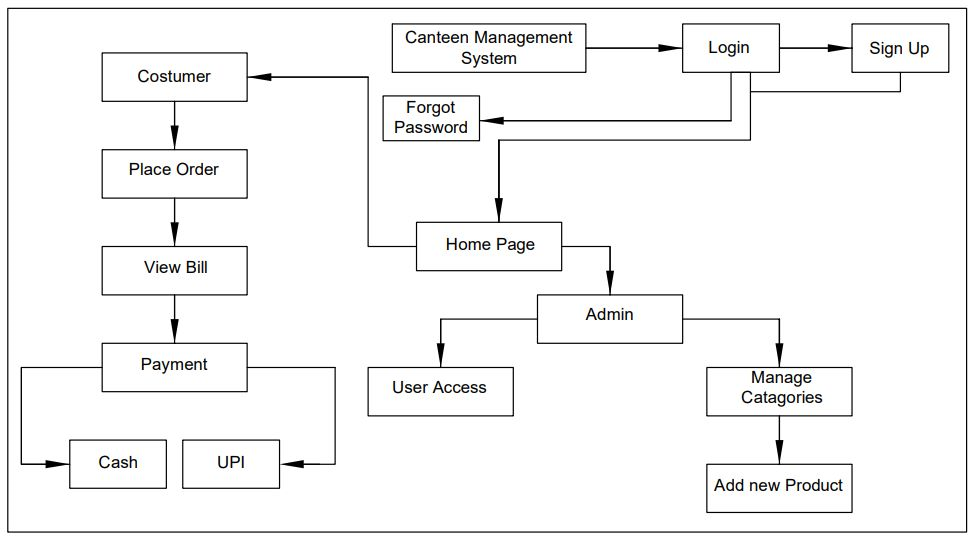 Canteen Management
System
Login
Sign Up
Costumer
Forgot
Password
Place Order
Home Page
View Bill
Admin
Payment
User Access
Manage
Catagories
Cash
UPI
Add new Product